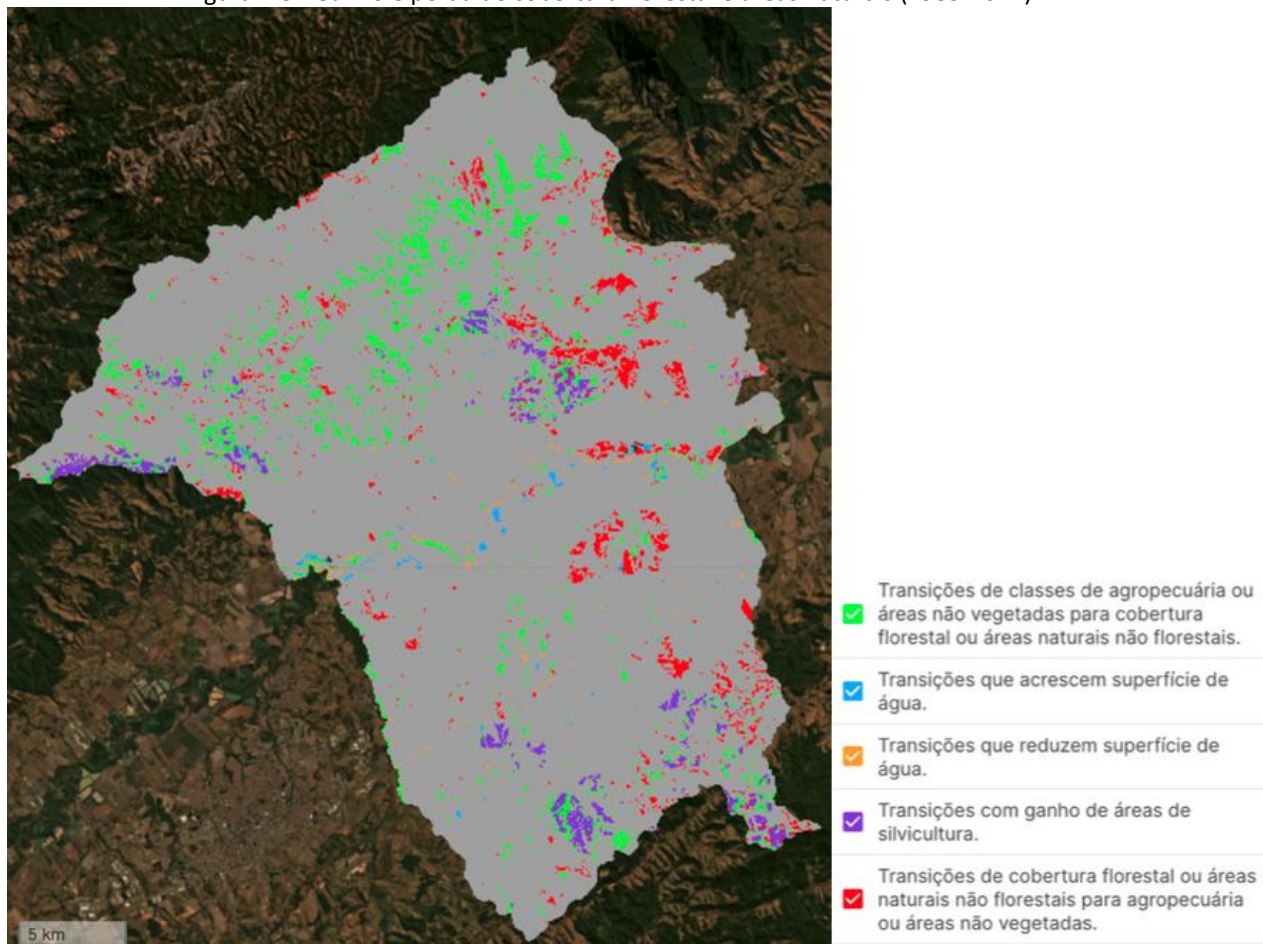 Transições de classes de agropecuária ou
áreas não vegetadas para cobertura
florestal ou áreas naturais não florestais.
Transições que acrescem superfície de
água.
Transições que reduzem superfície de
água.
Transições com ganho de áreas de
silvicultura.
Transições de cobertura florestal ou áreas
naturais não florestais para agropecuária
ou áreas não vegetadas.
5 km